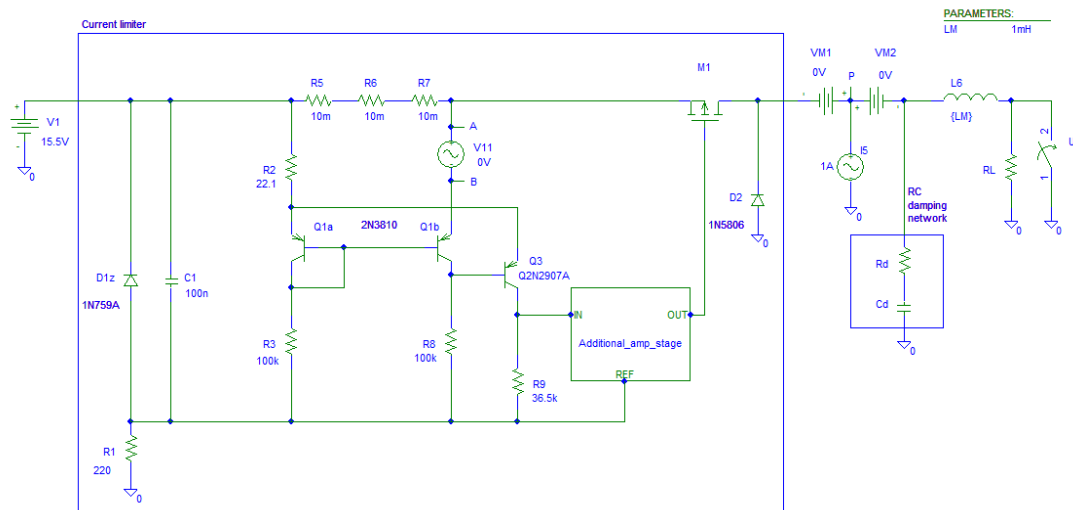 Current limiter
PARAMETERS:
LM 1mH
VM1
0V
VM2
0V
M1
P
R5
10m
R6
10m
R7
10m
L6
{LM}
V1
15.5V
0
A
V11
0V
B
R2
22.1
I5
1A
0
RL
0
2
1
U
0
D2
1N5806
0
RC
damping
network
Rd
Cd
0
Q1a
2N3810
Q1b
Q3
Q2N2907A
D1z
1N759A
C1
100n
R3
100k
R8
100k
IN
OUT
Additional_amp_stage
REF
R9
36.5k
R1
220
0